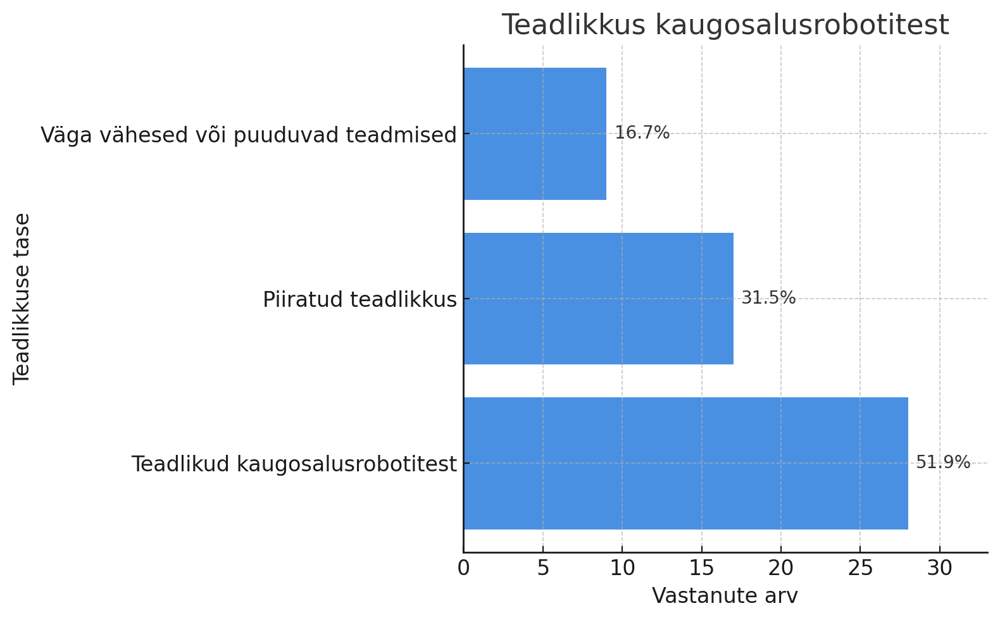 Teadlikkus kaugosalusrobotitest
Teadlikkuse tase
Väga vähesed või puuduvad teadmised
16.7%
Piiratud teadlikkus
31.5%
Teadlikud kaugosalusrobotitest
51.9%
0 5 10 15 20 25 30
Vastanute arv